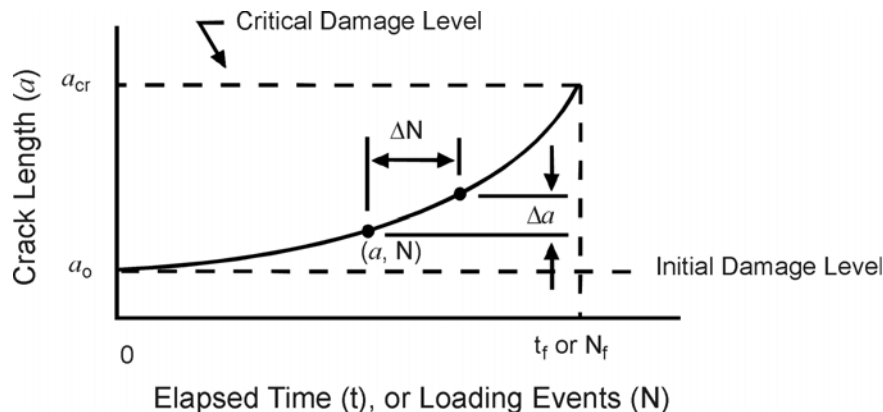 Critical Damage Level
Crack Length (a)
a_cr
ΔN
Δa
(a, N)
a_o
Initial Damage Level
0
t_f or N_f
Elapsed Time (t), or Loading Events (N)